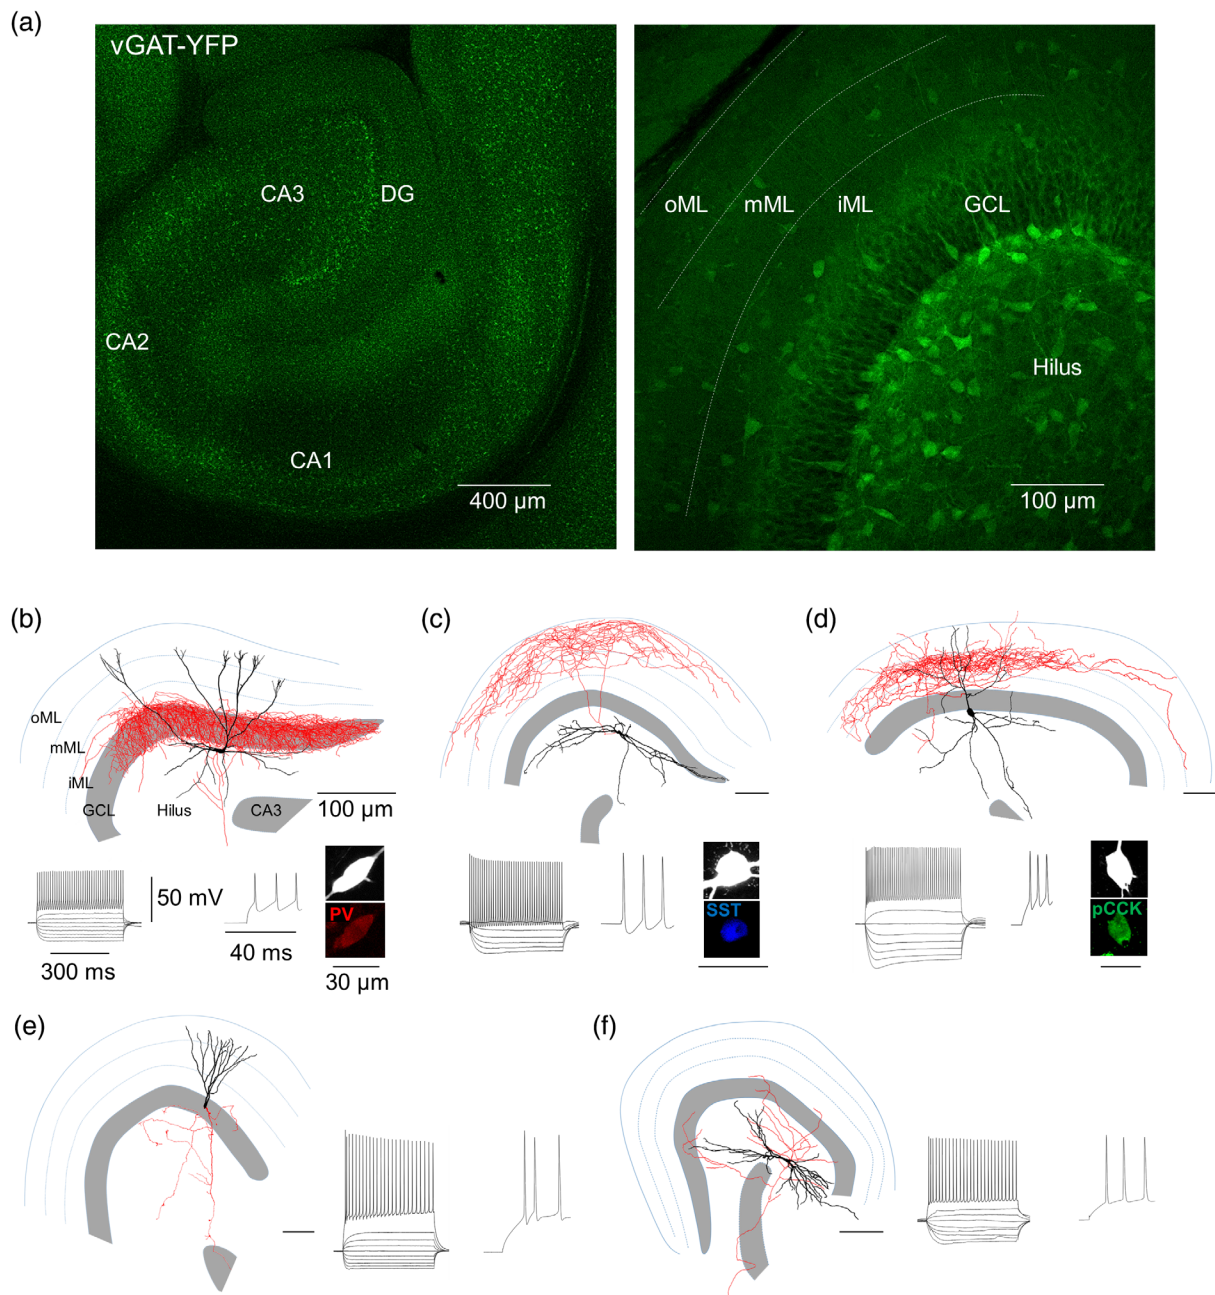 (a)
vGAT-YFP
CA3
DG
CA2
CA1
400 µm
oML
mML
iML
GCL
Hilus
100 µm
(b)
oML
mML
iML
GCL
Hilus
CA3
100 µm
50 mV
300 ms
40 ms
PV
30 µm
(c)
SST
(d)
pCCK
(e)
(f)